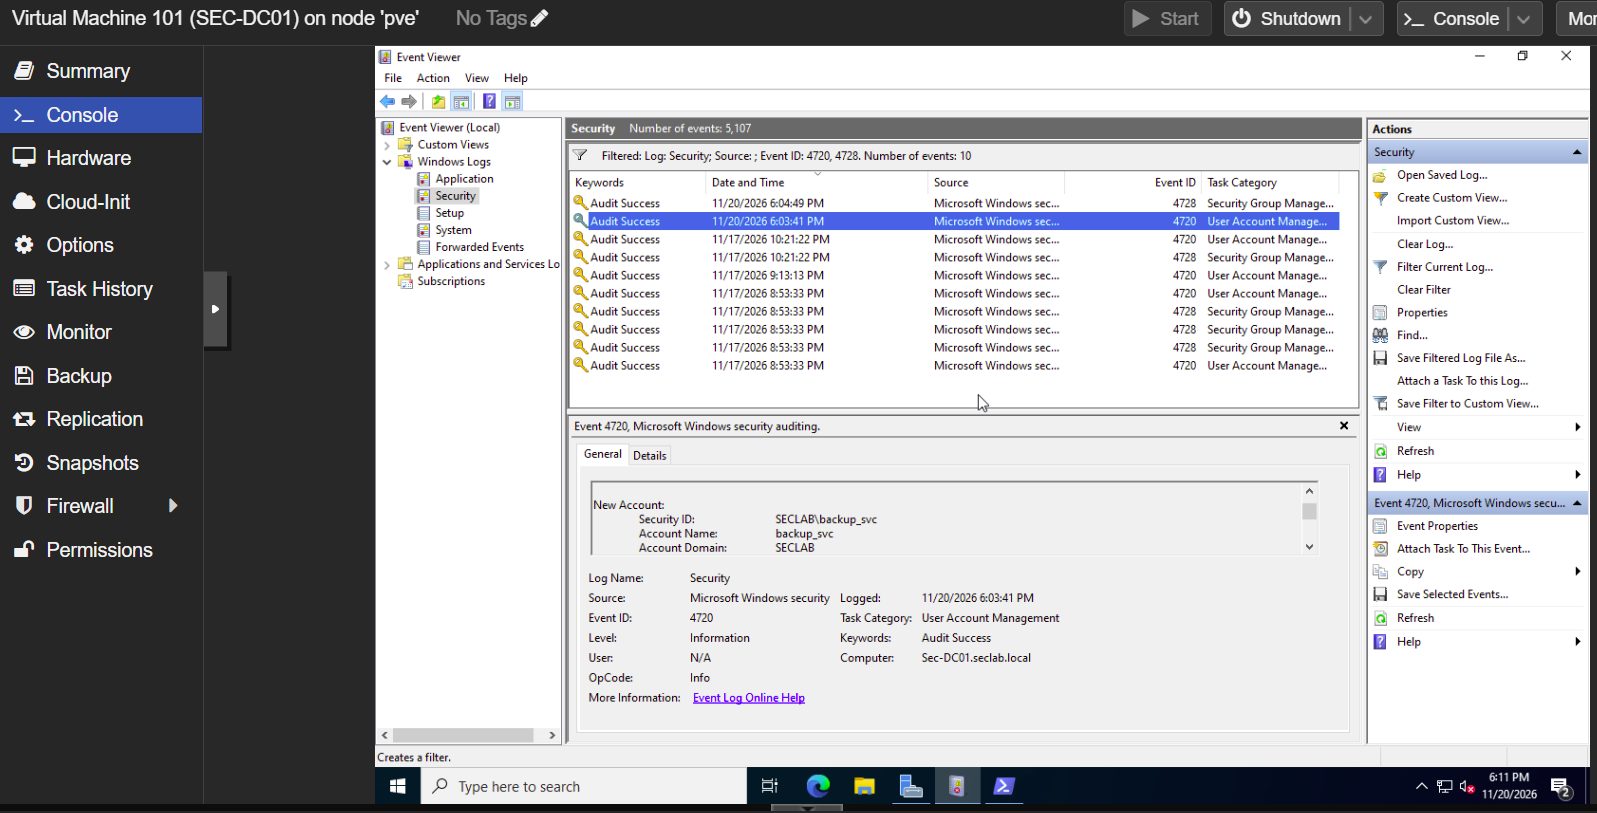 Virtual Machine 101 (SEC-DC01) on node 'pve' No Tags Start Shutdown Console Mor
Summary
Console
Hardware
Cloud-Init
Options
Task History
Monitor
Backup
Replication
Snapshots
Firewall
Permissions
Event Viewer
File Action View Help
Event Viewer (Local)
Custom Views
Windows Logs
Application
Security
Setup
System
Forwarded Events
Applications and Services Lo
Subscriptions
Security Number of events: 5,107
Filtered: Log: Security; Source: ; Event ID: 4720, 4728. Number of events: 10
Keywords Date and Time Source Event ID Task Category
Audit Success 11/20/2026 6:04:49 PM Microsoft Windows sec... 4728 Security Group Manage...
Audit Success 11/20/2026 6:03:41 PM Microsoft Windows sec... 4720 User Account Manage...
Audit Success 11/17/2026 10:21:22 PM Microsoft Windows sec... 4720 User Account Manage...
Audit Success 11/17/2026 10:21:22 PM Microsoft Windows sec... 4728 Security Group Manage...
Audit Success 11/17/2026 9:13:13 PM Microsoft Windows sec... 4720 User Account Manage...
Audit Success 11/17/2026 8:53:33 PM Microsoft Windows sec... 4720 User Account Manage...
Audit Success 11/17/2026 8:53:33 PM Microsoft Windows sec... 4728 Security Group Manage...
Audit Success 11/17/2026 8:53:33 PM Microsoft Windows sec... 4728 Security Group Manage...
Audit Success 11/17/2026 8:53:33 PM Microsoft Windows sec... 4728 Security Group Manage...
Audit Success 11/17/2026 8:53:33 PM Microsoft Windows sec... 4720 User Account Manage...
Event 4720, Microsoft Windows security auditing.
General Details
New Account:
Security ID: SECLAB\backup_svc
Account Name: backup_svc
Account Domain: SECLAB
Log Name: Security
Source: Microsoft Windows security Logged: 11/20/2026 6:03:41 PM
Event ID: 4720 Task Category: User Account Management
Level: Information Keywords: Audit Success
User: N/A Computer: Sec-DC01.seclab.local
OpCode: Info
More Information: Event Log Online Help
Actions
Security
Open Saved Log...
Create Custom View...
Import Custom View...
Clear Log...
Filter Current Log...
Clear Filter
Properties
Find...
Save Filtered Log File As...
Attach a Task To this Log...
Save Filter to Custom View...
View
Refresh
Help
Event 4720, Microsoft Windows secu...
Event Properties
Attach Task To This Event...
Copy
Save Selected Events...
Refresh
Help
Creates a filter.
Type here to search
6:11 PM
11/20/2026
2